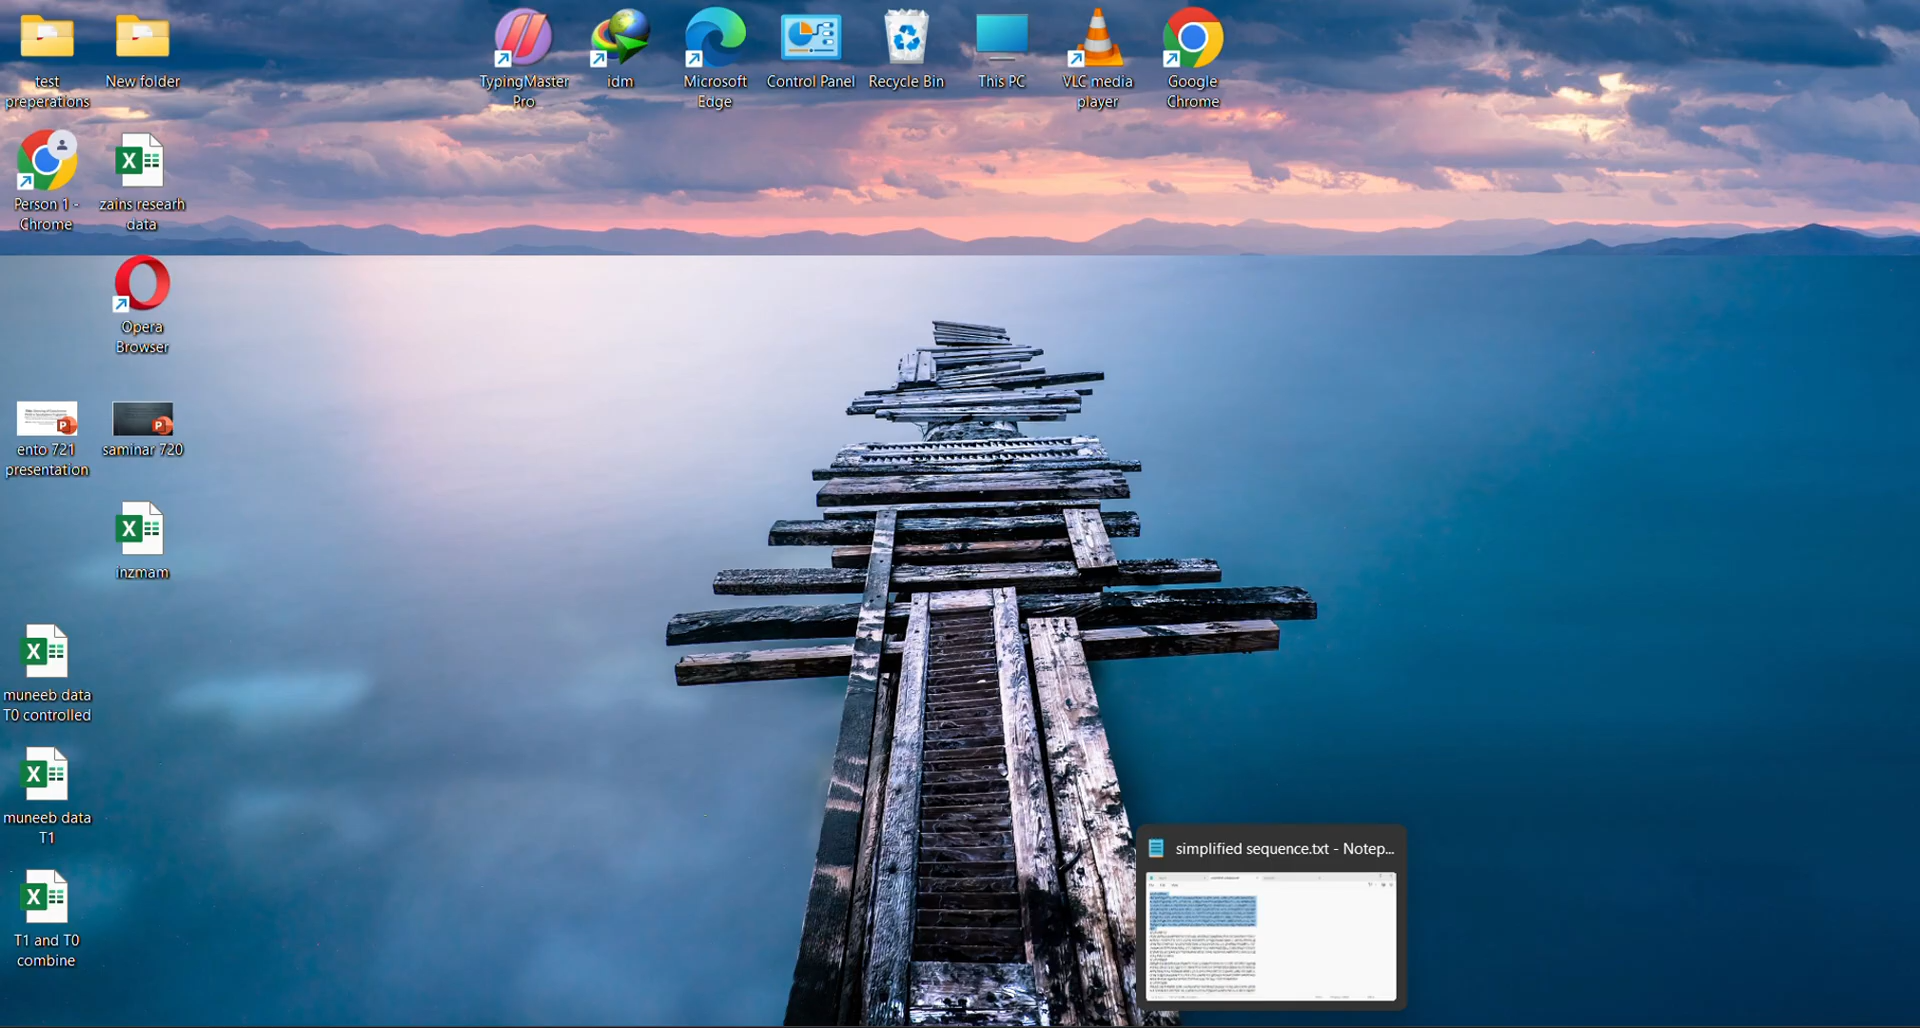 test
preperations
New folder
TypingMaster
Pro
idm
Microsoft
Edge
Control Panel
Recycle Bin
This PC
VLC media
player
Google
Chrome
Person 1 -
Chrome
zains researh
data
Opera
Browser
ento 721
presentation
saminar 720
inzmam
muneeb data
T0 controlled
muneeb data
T1
T1 and T0
combine
simplified sequence.txt - Notep...